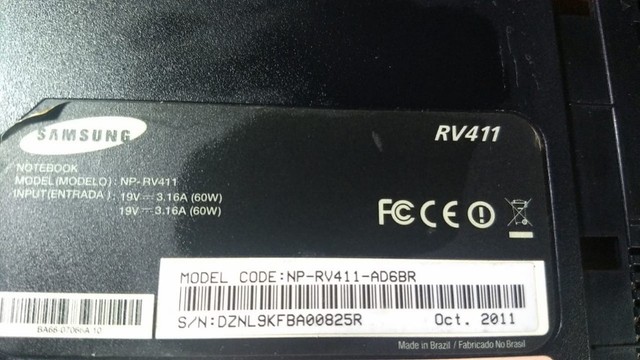 SAMSUNG
RV411
NOTEBOOK
MODEL(MODELO): NP-RV411
INPUT(ENTRADA): 19V⎓3.16A (60W)
19V⎓3.16A (60W)
FC CE
MODEL CODE:NP-RV411-AD6BR
S/N:DZNL9KFBA00825R Oct. 2011
Made in Brazil / Fabricado No Brasil